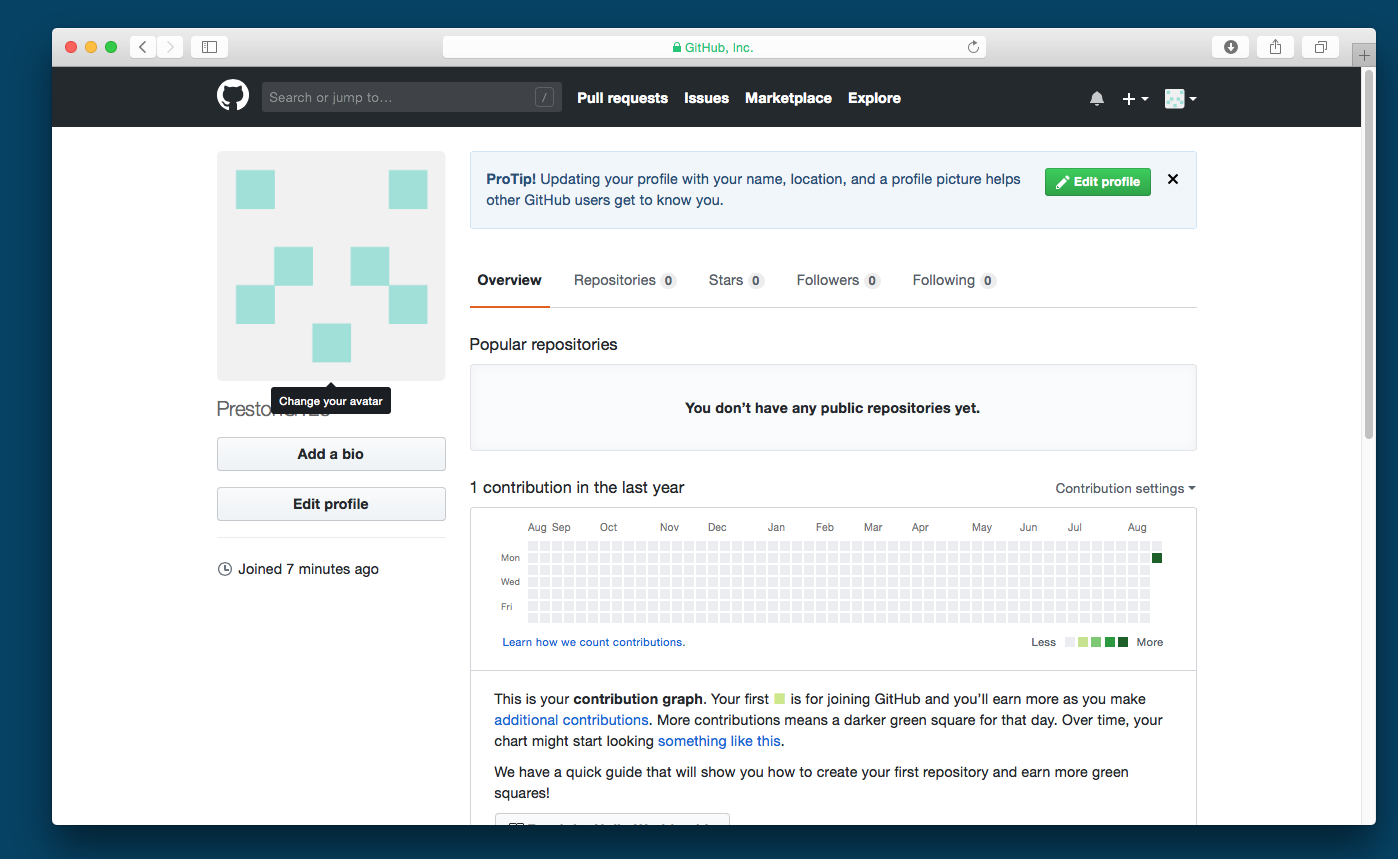 GitHub, Inc.
Search or jump to… /
Pull requests Issues Marketplace Explore
ProTip! Updating your profile with your name, location, and a profile picture helps
other GitHub users get to know you.
Edit profile
Overview Repositories 0 Stars 0 Followers 0 Following 0
Change your avatar
Add a bio
Edit profile
Joined 7 minutes ago
Popular repositories
You don’t have any public repositories yet.
1 contribution in the last year
Contribution settings
Aug Sep Oct Nov Dec Jan Feb Mar Apr May Jun Jul Aug
Mon
Wed
Fri
Learn how we count contributions.
Less More
This is your contribution graph. Your first is for joining GitHub and you’ll earn more as you make
additional contributions. More contributions means a darker green square for that day. Over time, your
chart might start looking something like this.
We have a quick guide that will show you how to create your first repository and earn more green
squares!